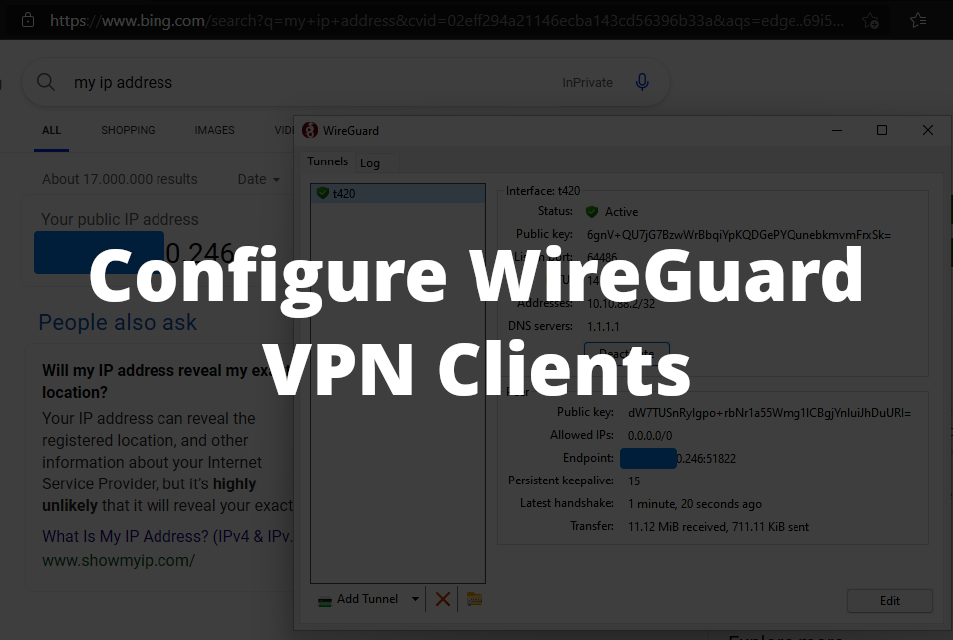 https://www.bing.com/search?q=my+ip+address&cvid=02eff294a21146ecba143cd56396b33a&aqs=edge..69i5...
my ip address
InPrivate
ALL SHOPPING IMAGES
About 17.000.000 results Date
Your public IP address
0.246
People also ask
Will my IP address reveal my
location?
Your IP address can reveal the
registered location, and other
information about your Internet
Service Provider, but it's highly
unlikely that it will reveal your exact
What Is My IP Address? (IPv4 & IPv...
www.showmyip.com/
WireGuard
Tunnels Log
t420
Interface: t420
Status: Active
Public key: 6gnV+QU7jG7BzwWrBbqiYpKQDGePYCunebkmvmFrxSk=
64486
Addresses: 10.10.88.2/32
DNS servers: 1.1.1.1
Public key: dW7TUSnRyIgpo+rbNr1a55Wmg1ICBgjYnIuiJhDuURI=
Allowed IPs: 0.0.0.0/0
Endpoint: 0.246:51822
Persistent keepalive: 15
Latest handshake: 1 minute, 20 seconds ago
Transfer: 11.12 MiB received, 711.11 KiB sent
Add Tunnel
Edit
Configure WireGuard
VPN Clients